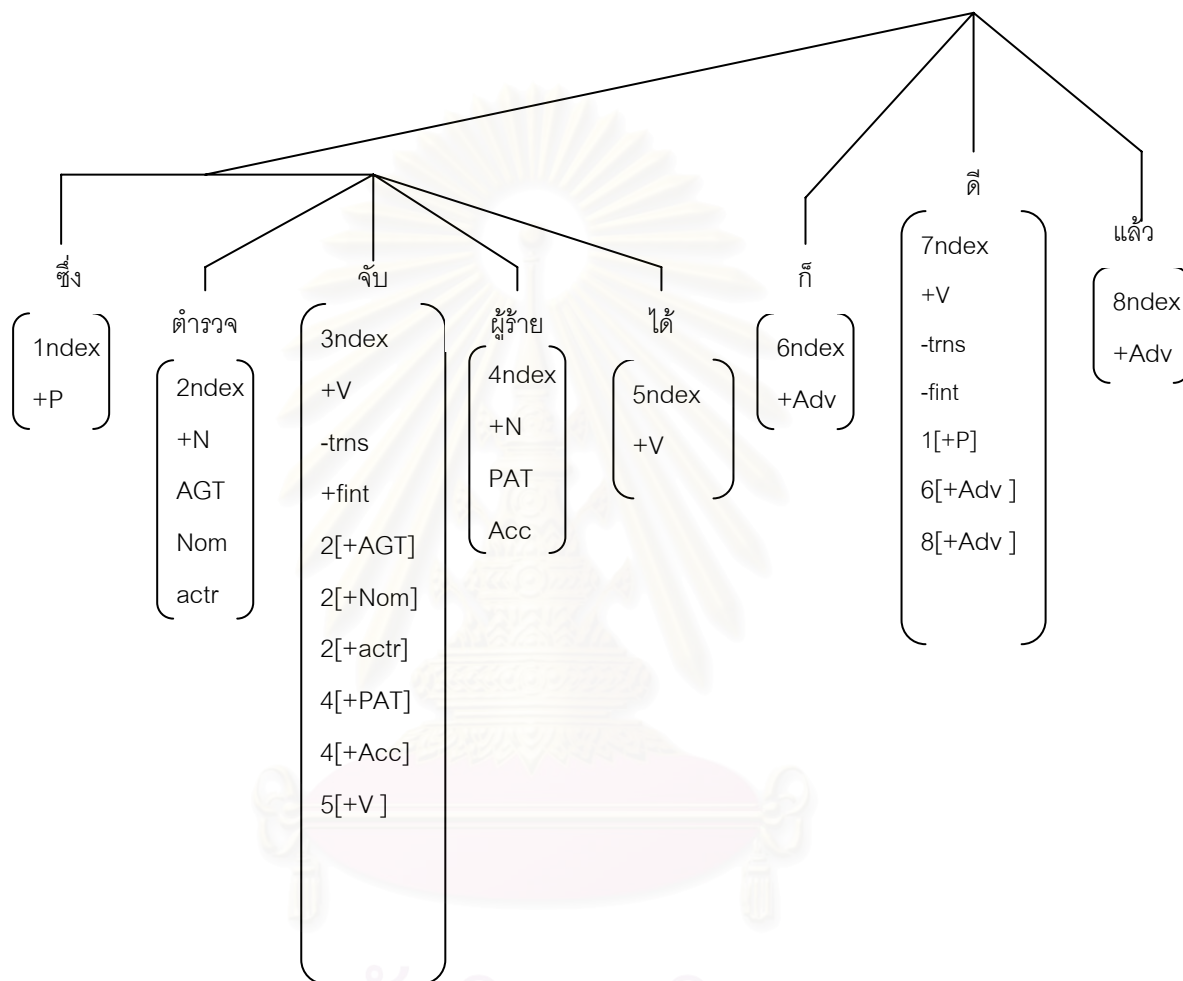 ซึ่ง
1ndex
+P
ตำรวจ
2ndex
+N
AGT
Nom
actr
จับ
3ndex
+V
-trns
+fint
2[+AGT]
2[+Nom]
2[+actr]
4[+PAT]
4[+Acc]
5[+V ]
ผู้ร้าย
4ndex
+N
PAT
Acc
ได้
5ndex
+V
ก็
6ndex
+Adv
ดี
7ndex
+V
-trns
-fint
1[+P]
6[+Adv ]
8[+Adv ]
แล้ว
8ndex
+Adv